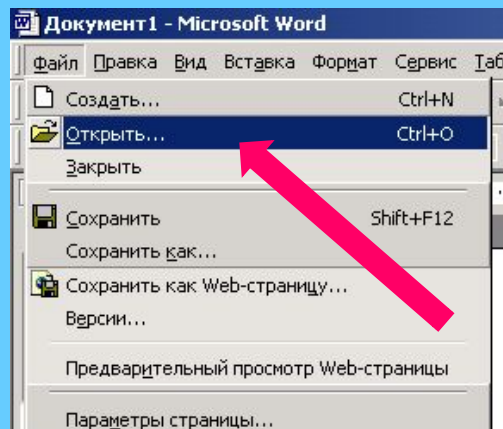 Документ1 - Microsoft Word
Файл Правка Вид Вставка Формат Сервис Таб
Создать... Ctrl+N
Открыть... Ctrl+O
Закрыть
Сохранить Shift+F12
Сохранить как...
Сохранить как Web-страницу...
Версии...
Предварительный просмотр Web-страницы
Параметры страницы...